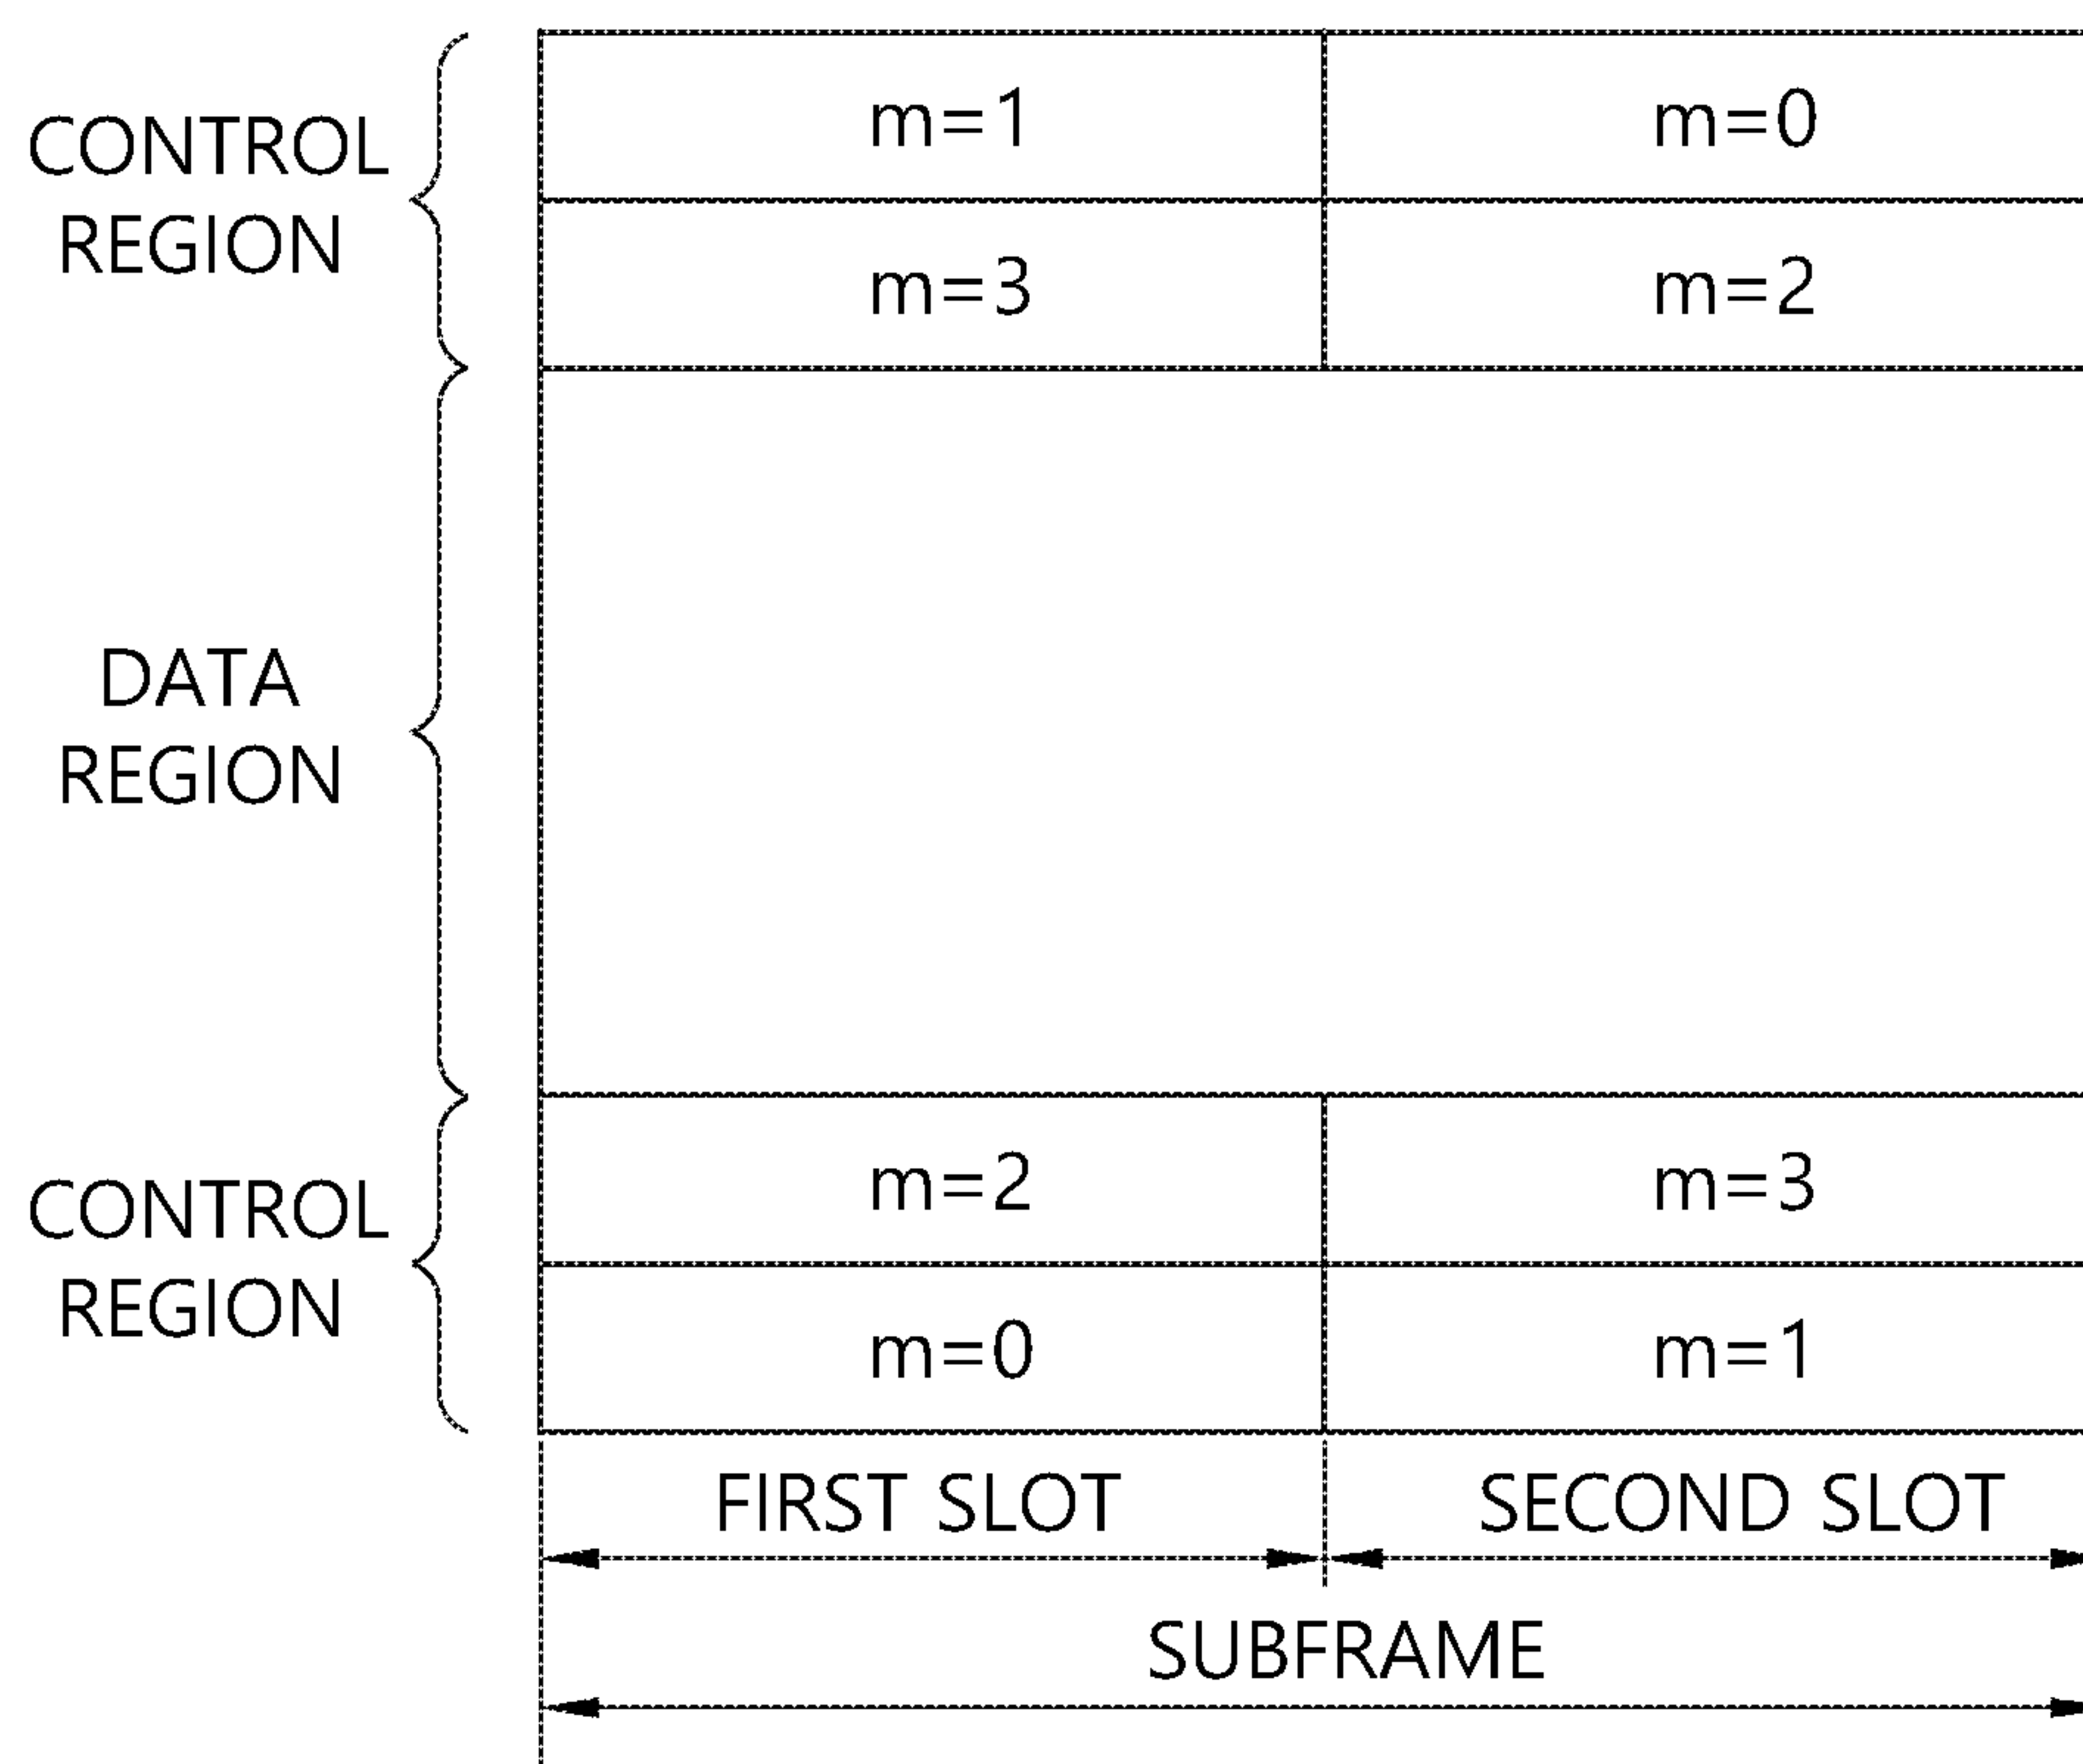 CONTROL
REGION
m=1
m=0
m=3
m=2
DATA
REGION
CONTROL
REGION
m=2
m=3
m=0
m=1
FIRST SLOT
SECOND SLOT
SUBFRAME